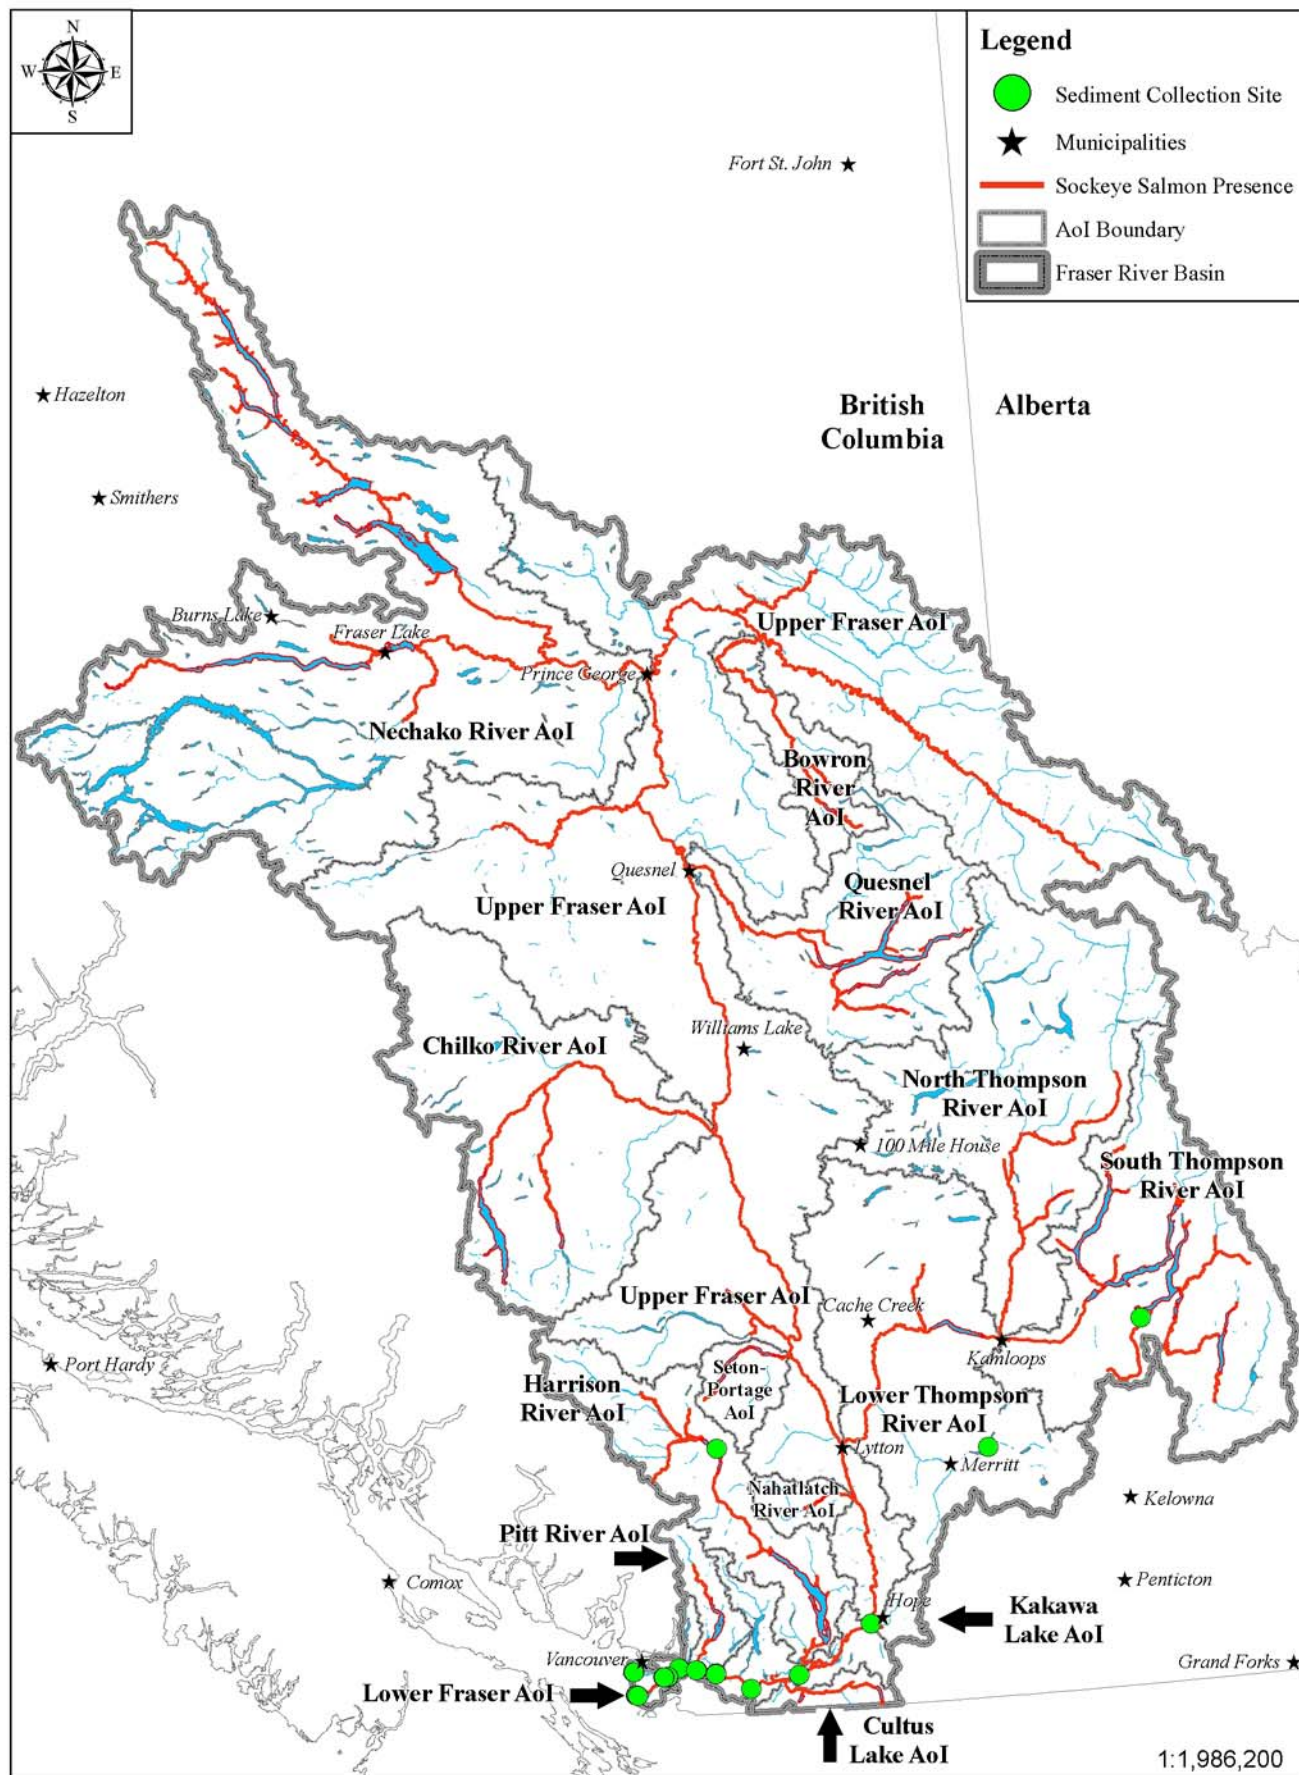 N
W
E
S
Legend
Sediment Collection Site
Municipalities
Sockeye Salmon Presence
AoI Boundary
Fraser River Basin
Fort St. John
Hazelton
British
Columbia
Alberta
Smithers
Burns Lake
Fraser Lake
Upper Fraser AoI
Prince George
Nechako River AoI
Bowron
River
AoI
Quesnel
Quesnel
River AoI
Upper Fraser AoI
Williams Lake
Chilko River AoI
North Thompson
River AoI
100 Mile House
South Thompson
River AoI
Upper Fraser AoI
Cache Creek
Port Hardy
Kamloops
Seton-
Portage
AoI
Harrison
River AoI
Lower Thompson
River AoI
Lytton
Merritt
Nahatlatch
River AoI
Kelowna
Pitt River AoI
Comox
Penticton
Hope
Kakawa
Lake AoI
Vancouver
Grand Forks
Lower Fraser AoI
Cultus
Lake AoI
1:1,986,200